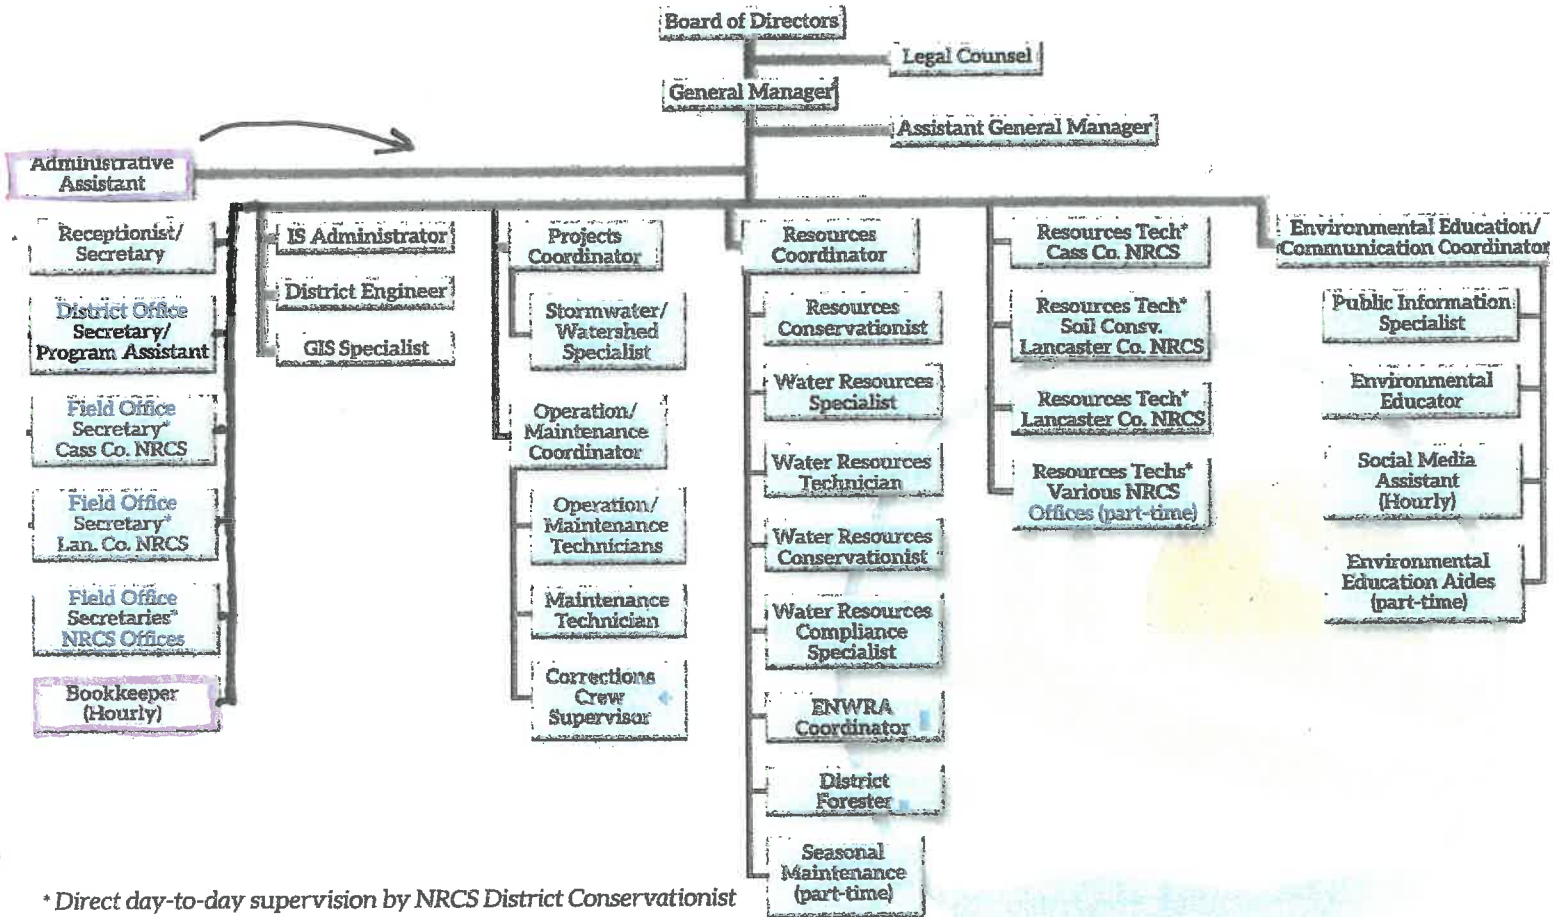 Board of Directors
Legal Counsel
General Manager
Assistant General Manager
Administrative
Assistant
Receptionist/
Secretary
District Office
Secretary/
Program Assistant
Field Office
Secretary*
Cass Co. NRCS
Field Office
Secretary*
Lan. Co. NRCS
Field Office
Secretaries*
NRCS Offices
Bookkeeper
(Hourly)
IS Administrator
District Engineer
GIS Specialist
Projects
Coordinator
Stormwater/
Watershed
Specialist
Operation/
Maintenance
Coordinator
Operation/
Maintenance
Technicians
Maintenance
Technician
Corrections
Crew
Supervisor
Resources
Coordinator
Resources
Conservationist
Water Resources
Specialist
Water Resources
Technician
Water Resources
Conservationist
Water Resources
Compliance
Specialist
ENWRA
Coordinator
District
Forester
Seasonal
Maintenance
(part-time)
Resources Tech*
Cass Co. NRCS
Resources Tech*
Soil Consv.
Lancaster Co. NRCS
Resources Tech*
Lancaster Co. NRCS
Resources Techs*
Various NRCS
Offices (part-time)
Environmental Education/
Communication Coordinator
Public Information
Specialist
Environmental
Educator
Social Media
Assistant
(Hourly)
Environmental
Education Aides
(part-time)
* Direct day-to-day supervision by NRCS District Conservationist